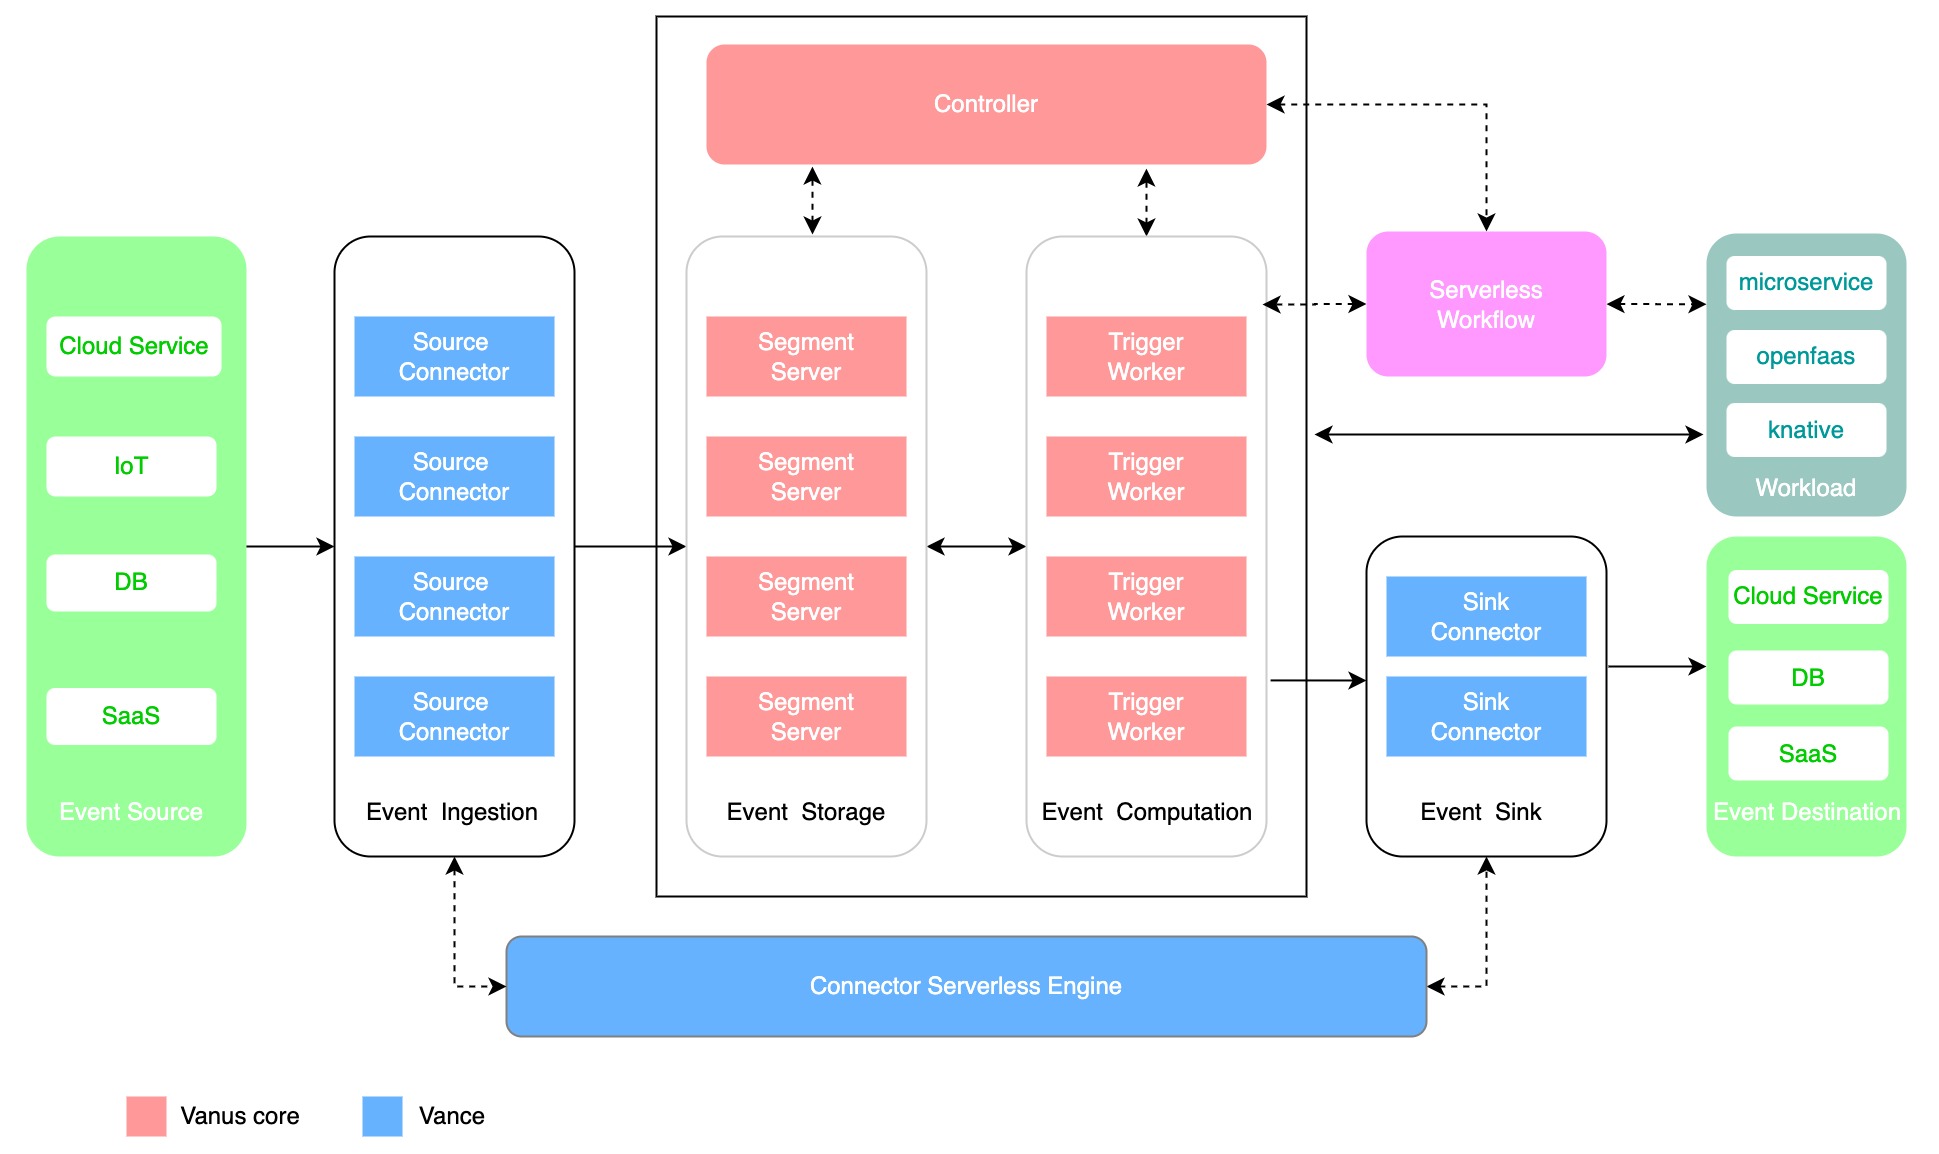 Controller
Cloud Service
IoT
DB
SaaS
Event Source
Source
Connector
Source
Connector
Source
Connector
Source
Connector
Event Ingestion
Segment
Server
Segment
Server
Segment
Server
Segment
Server
Event Storage
Trigger
Worker
Trigger
Worker
Trigger
Worker
Trigger
Worker
Event Computation
Serverless
Workflow
microservice
openfaas
knative
Workload
Sink
Connector
Sink
Connector
Event Sink
Cloud Service
DB
SaaS
Event Destination
Connector Serverless Engine
Vanus core
Vance